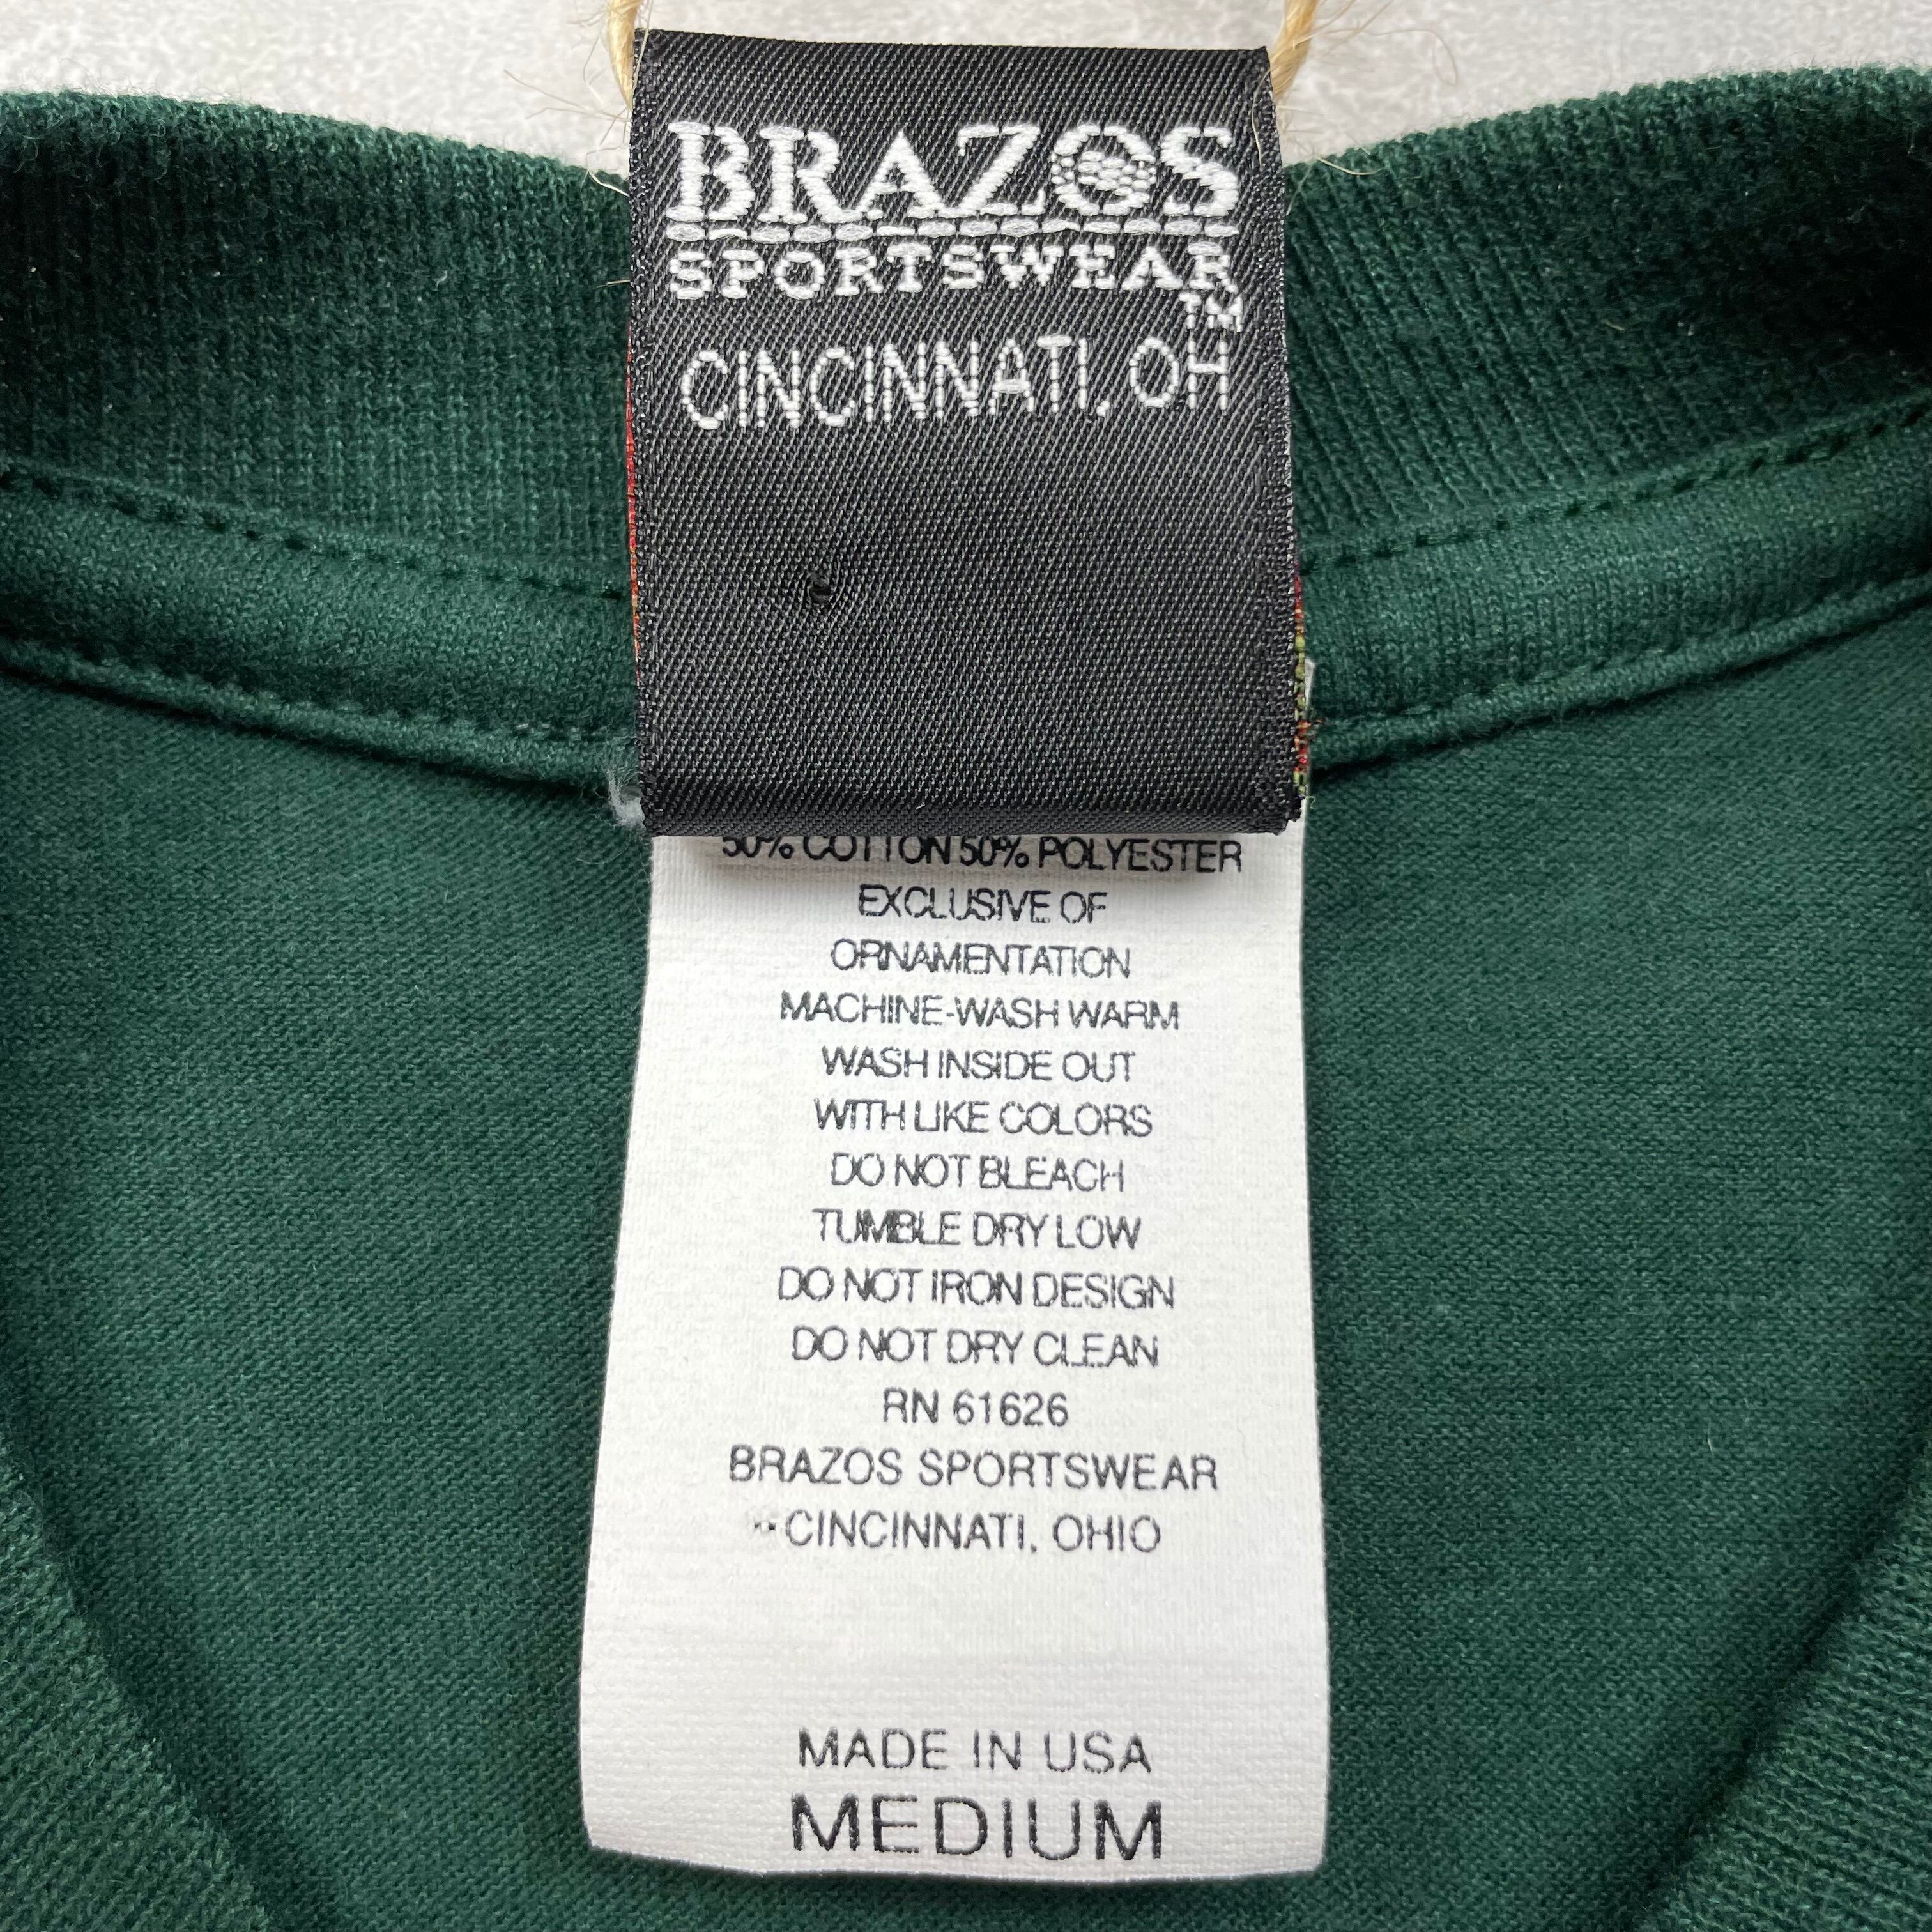 BRAZOS
SPORTSWEAR
TM
CINCINNATI, OH
50% COTTON 50% POLYESTER
EXCLUSIVE OF
ORNAMENTATION
MACHINE-WASH WARM
WASH INSIDE OUT
WITH LIKE COLORS
DO NOT BLEACH
TUMBLE DRY LOW
DO NOT IRON DESIGN
DO NOT DRY CLEAN
RN 61626
BRAZOS SPORTSWEAR
CINCINNATI, OHIO
MADE IN USA
MEDIUM